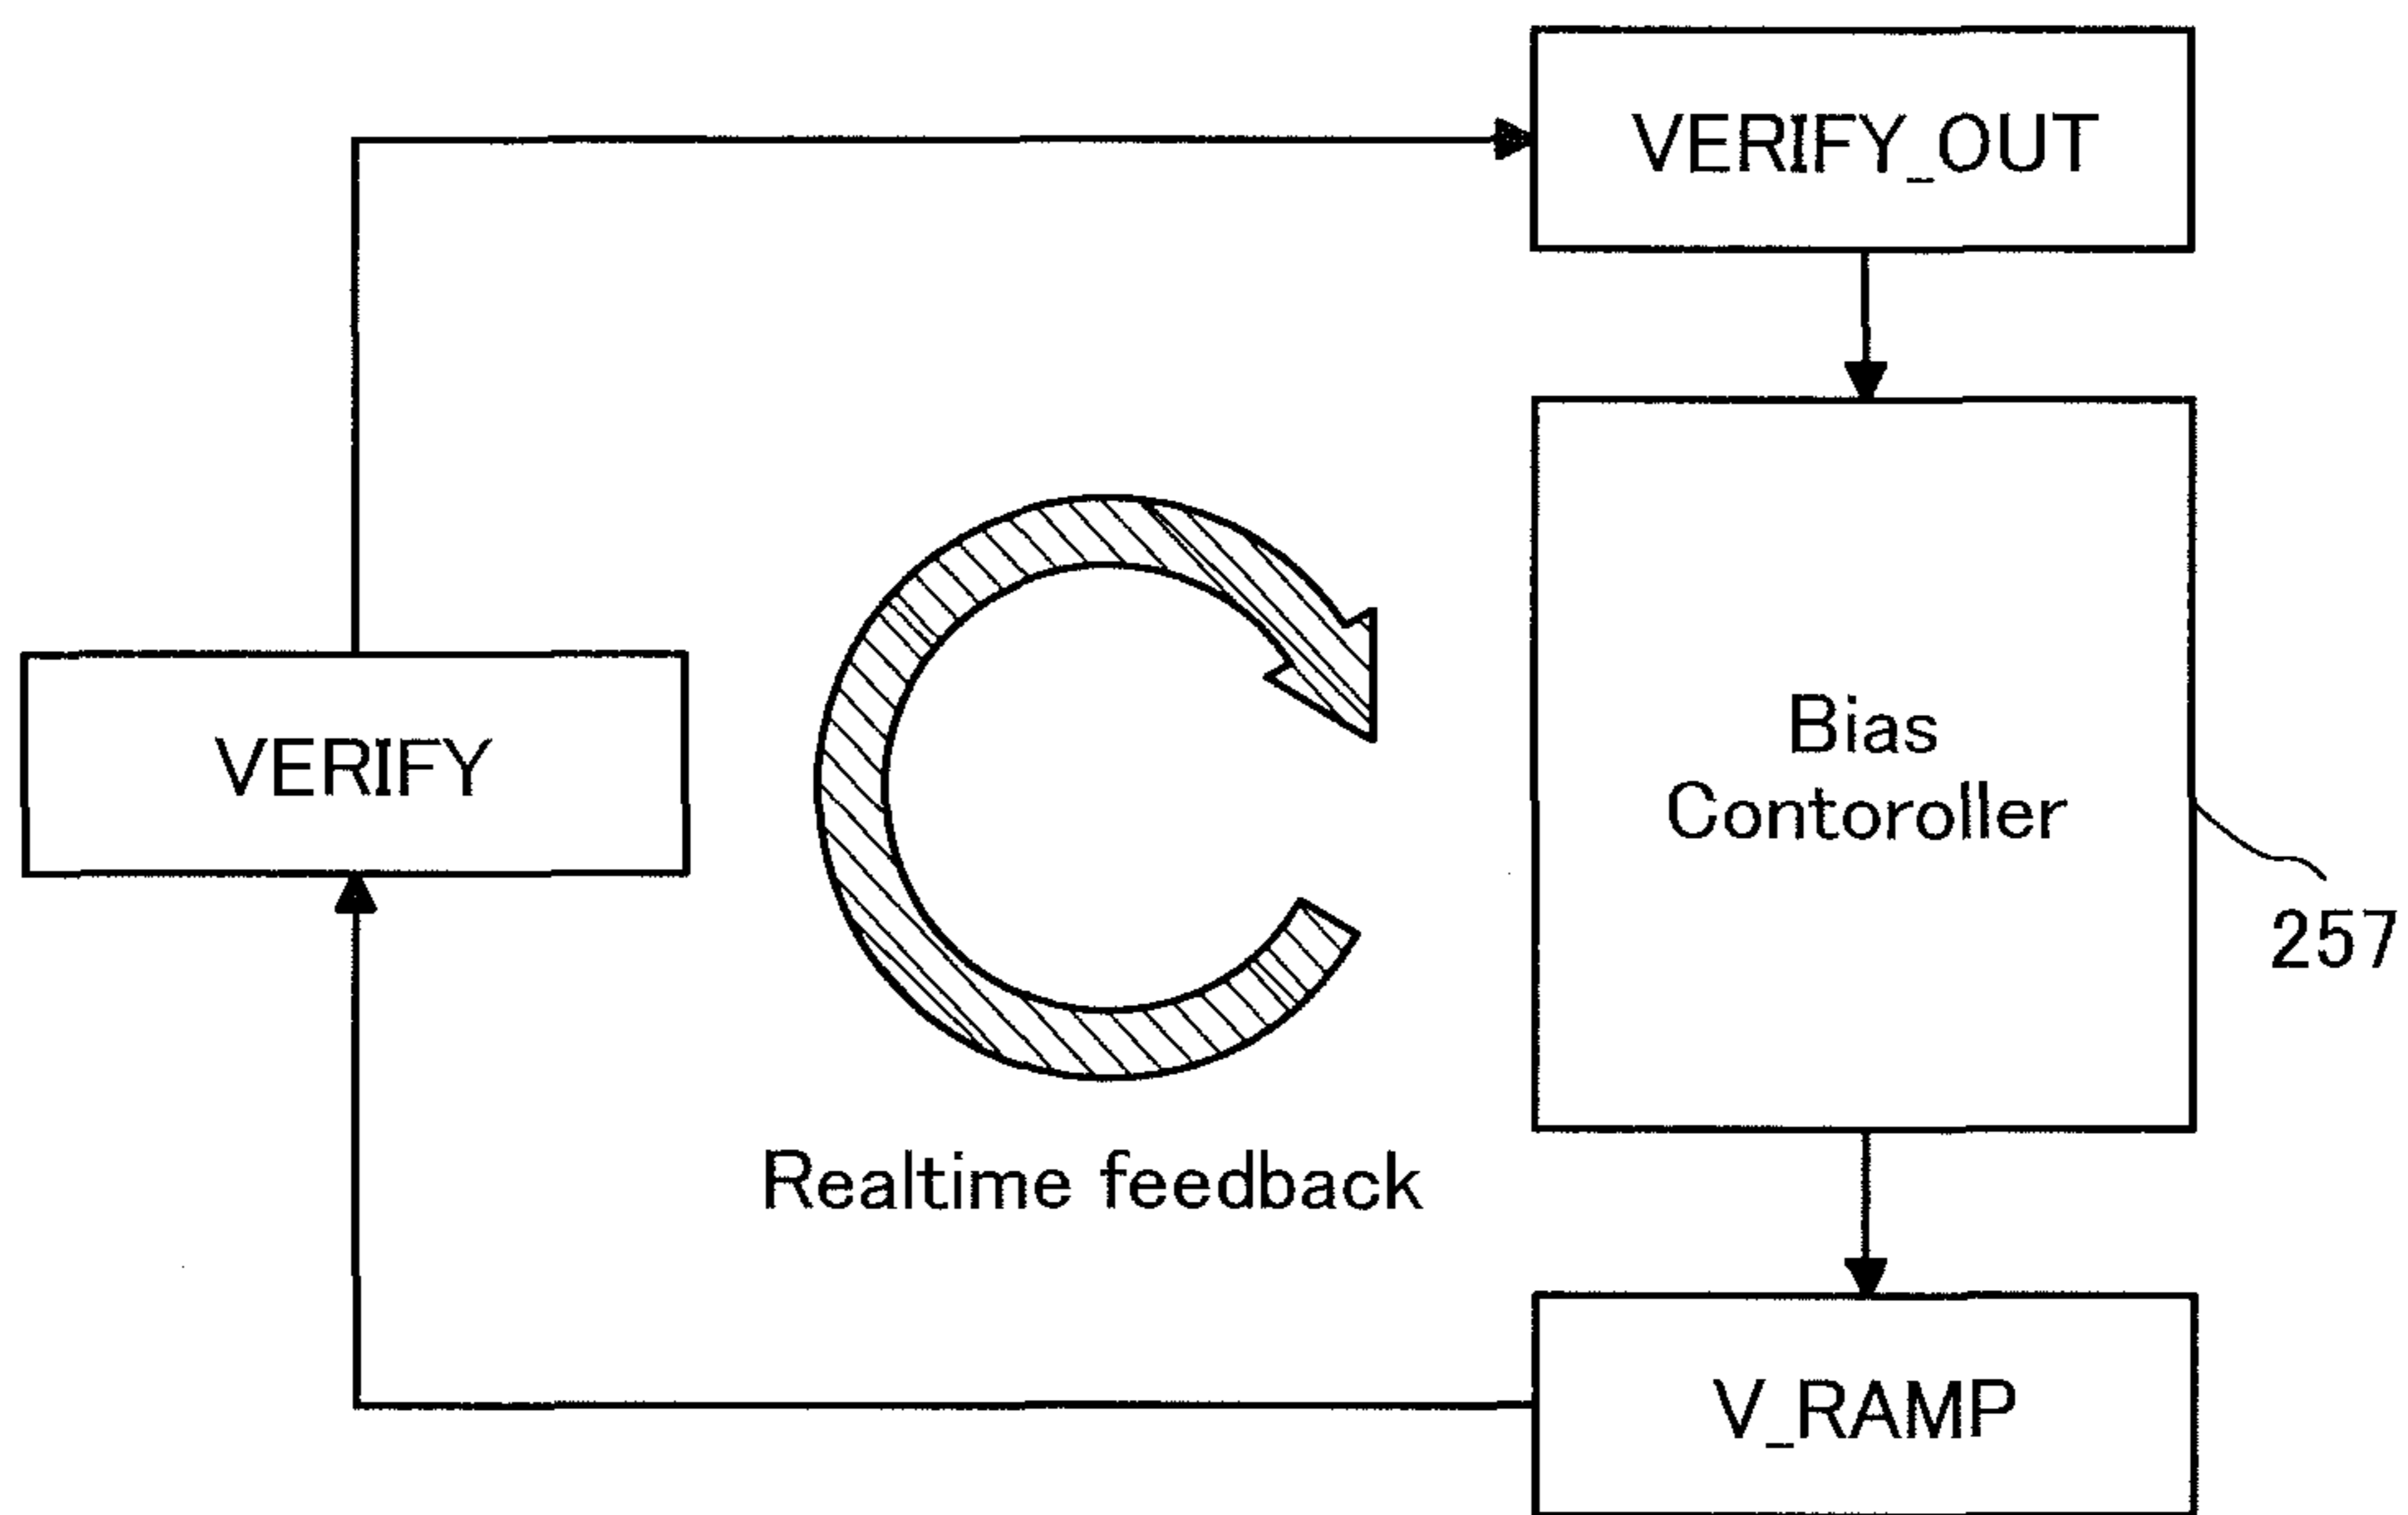 VERIFY_OUT
VERIFY
Bias
Contoroller
257
Realtime feedback
V_RAMP